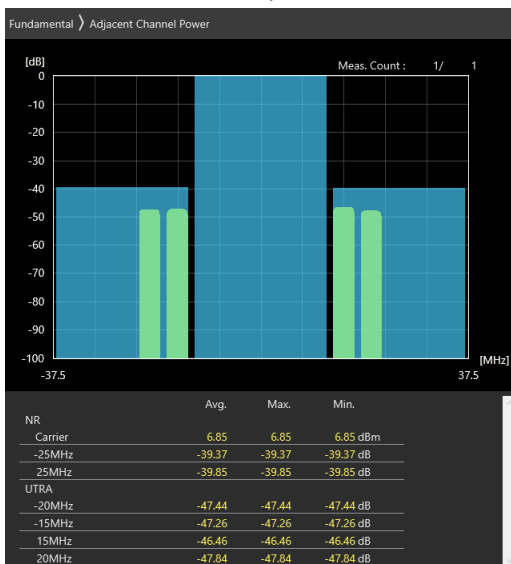 Fundamental 〉 Adjacent Channel Power
[dB] Meas. Count : 1/ 1
0
-10
-20
-30
-40
-50
-60
-70
-80
-90
-100 [MHz]
-37.5 37.5
Avg. Max. Min.
NR
Carrier 6.85 6.85 6.85 dBm
-25MHz -39.37 -39.37 -39.37 dB
25MHz -39.85 -39.85 -39.85 dB
UTRA
-20MHz -47.44 -47.44 -47.44 dB
-15MHz -47.26 -47.26 -47.26 dB
15MHz -46.46 -46.46 -46.46 dB
20MHz -47.84 -47.84 -47.84 dB